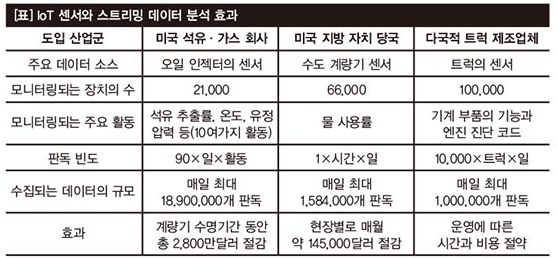 [표] IoT 센서와 스트리밍 데이터 분석 효과
도입 산업군 미국 석유·가스 회사 미국 지방 자치 당국 다국적 트럭 제조업체
주요 데이터 소스 오일 인젝터의 센서 수도 계량기 센서 트럭의 센서
모니터링되는 장치의 수 21,000 66,000 100,000
모니터링되는 주요 활동 석유 추출률, 온도, 유정 압력 등(10여가지 활동) 물 사용률 기계 부품의 기능과 엔진 진단 코드
판독 빈도 90×일×활동 1×시간×일 10,000×트럭×일
수집되는 데이터의 규모 매일 최대 18,900,000개 판독 매일 최대 1,584,000개 판독 매일 최대 1,000,000개 판독
효과 계량기 수명기간 동안 총 2,800만달러 절감 현장별로 매월 약 145,000달러 절감 운영에 따른 시간과 비용 절약